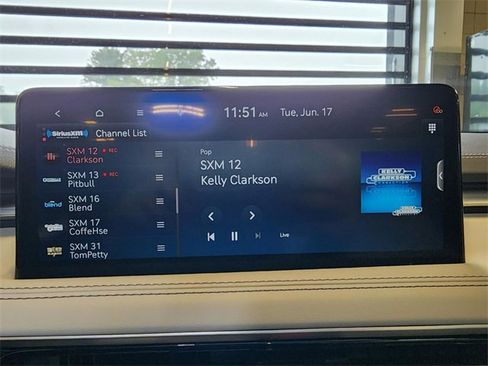 11:51 AM Tue, Jun. 17
SiriusXM Channel List
SXM 12 REC
Clarkson
SXM 13 REC
Pitbull
blend SXM 16
Blend
SXM 17
CoffeHse
SXM 31
TomPetty
Pop
SXM 12
Kelly Clarkson
Live
KELLY
CLARKSON